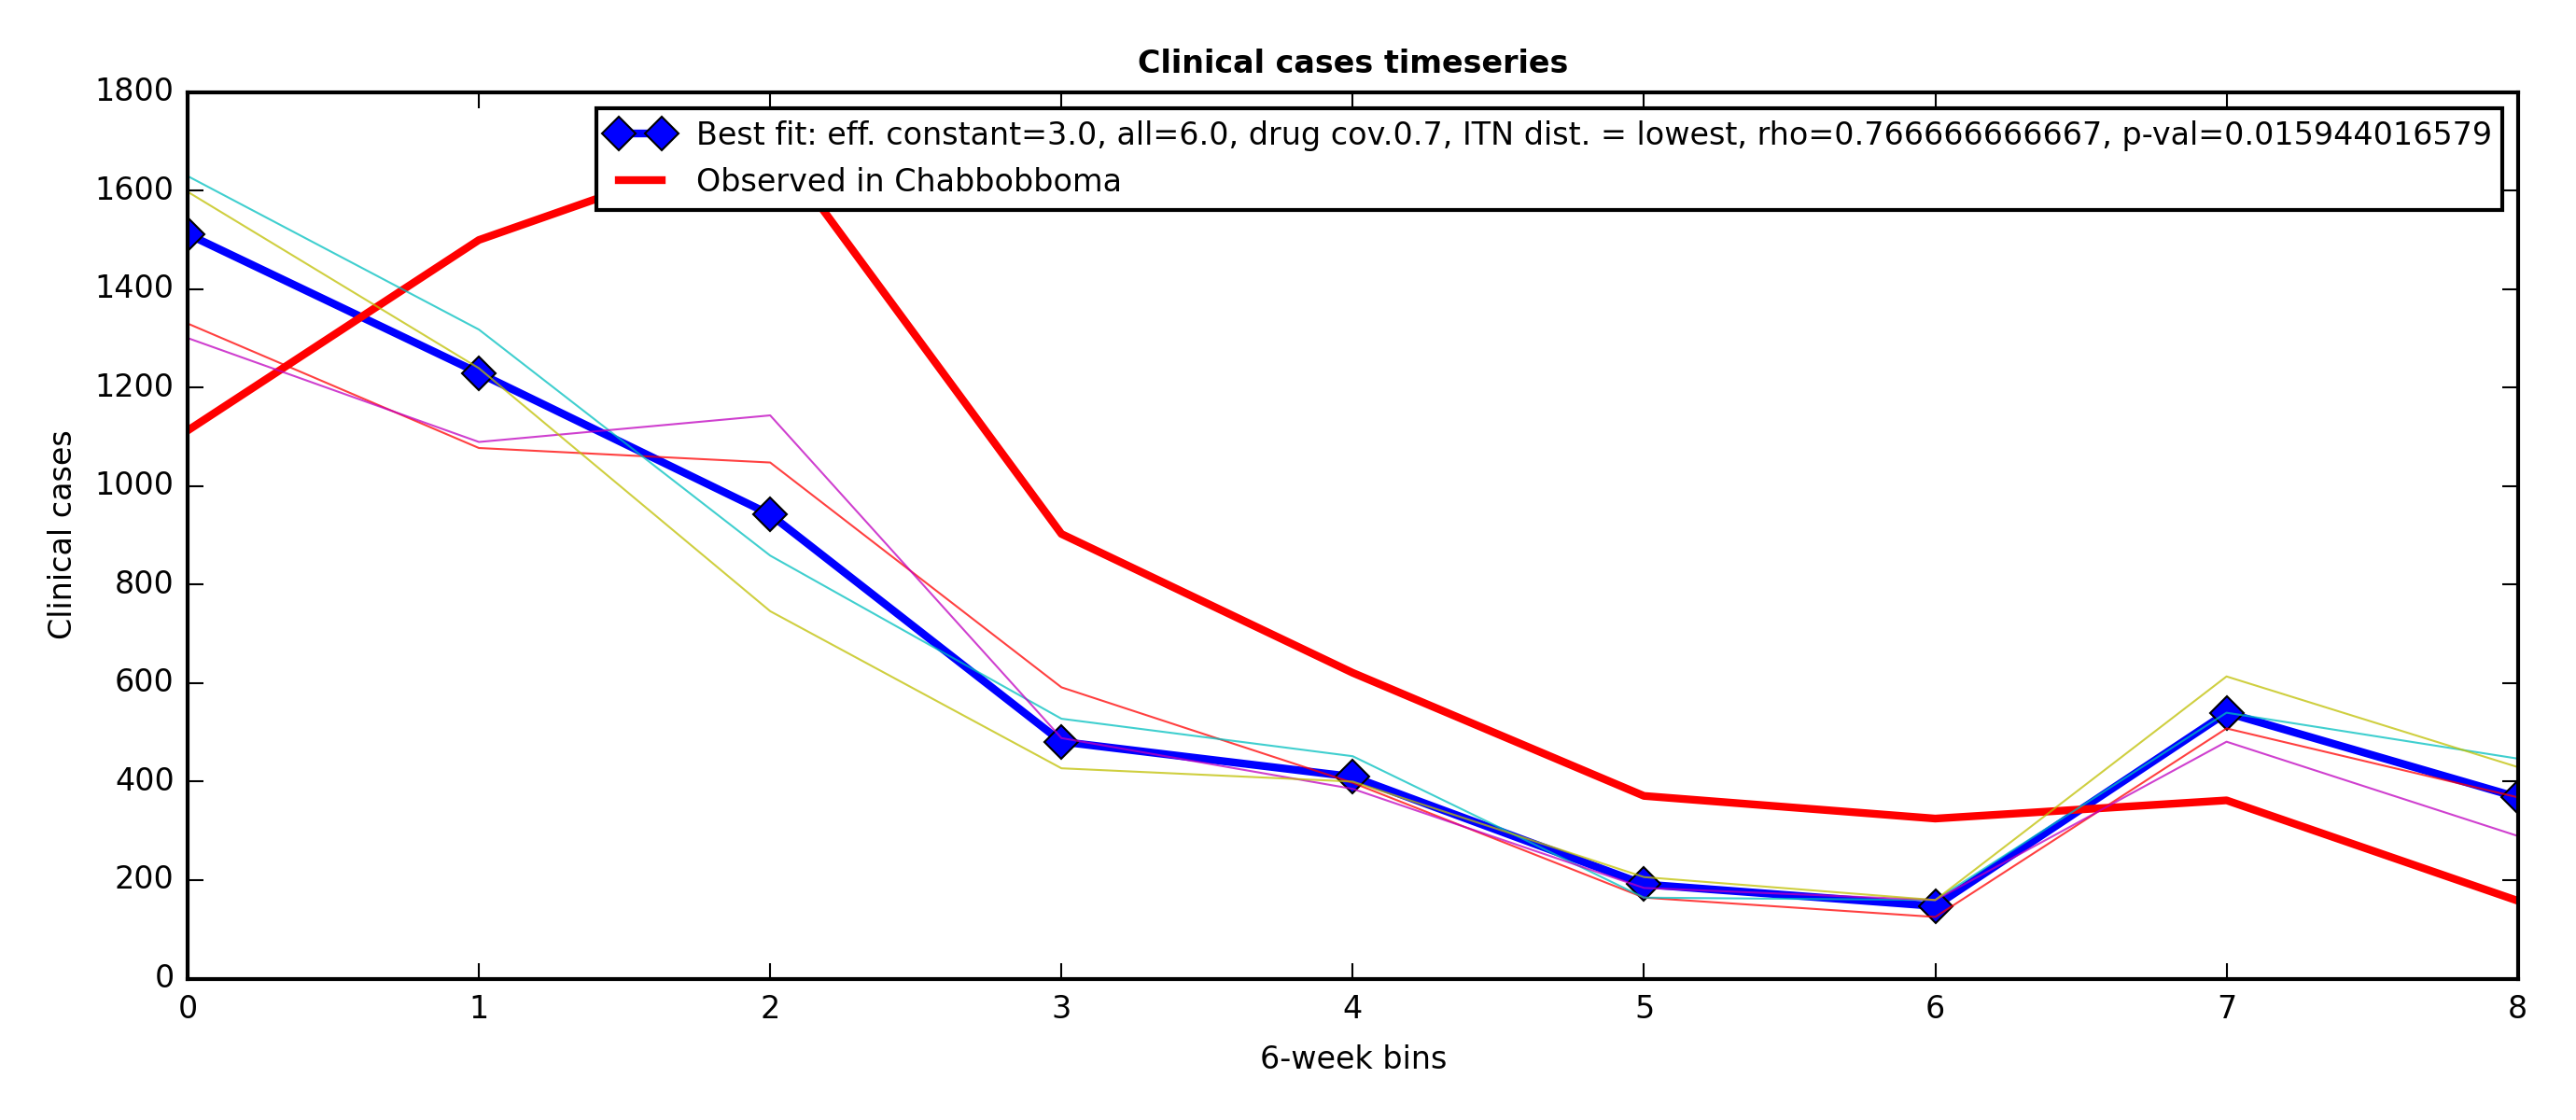 Clinical cases timeseries
Best fit: eff. constant=3.0, all=6.0, drug cov.0.7, ITN dist. = lowest, rho=0.766666666667, p-val=0.015944016579
Observed in Chabbobboma
Clinical cases
1800
1600
1400
1200
1000
800
600
400
200
0
0 1 2 3 4 5 6 7 8
6-week bins